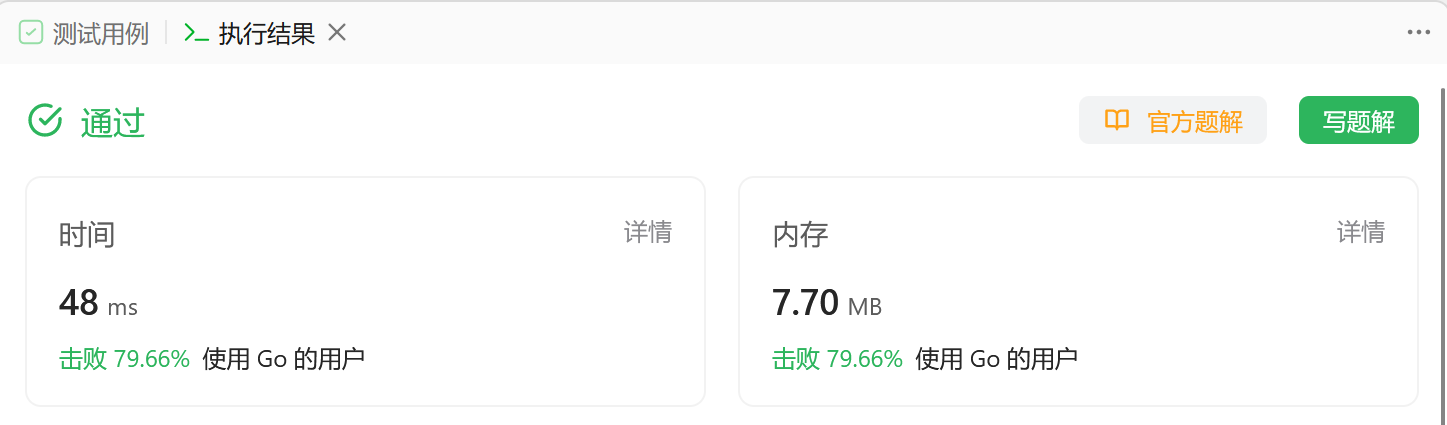 测试用例 执行结果
通过 官方题解 写题解
时间 详情
48 ms
击败 79.66% 使用 Go 的用户
内存 详情
7.70 MB
击败 79.66% 使用 Go 的用户